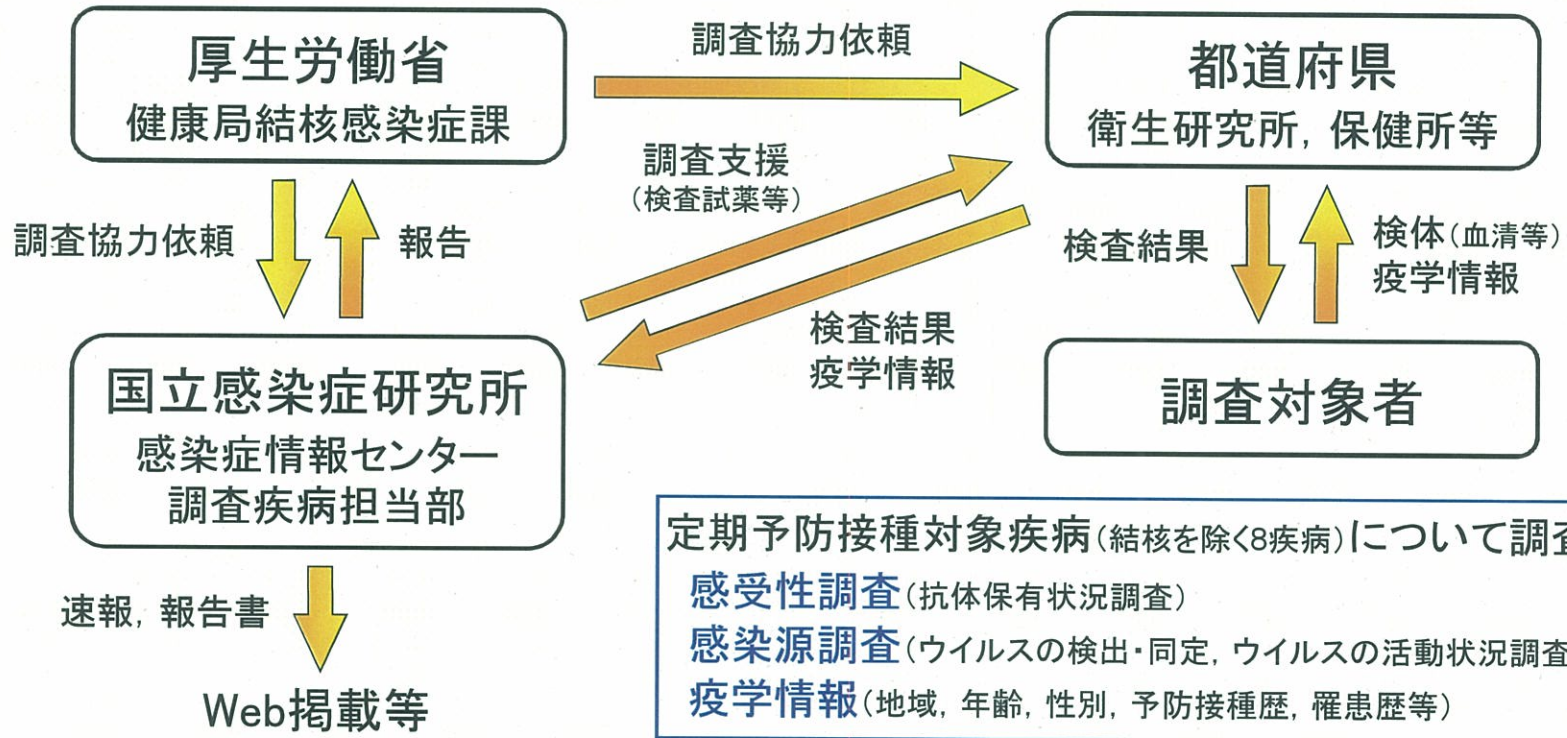 厚生労働省
健康局結核感染症課
調査協力依頼
都道府県
衛生研究所, 保健所等
調査支援
(検査試薬等)
調査協力依頼
報告
検査結果
検体(血清等)
疫学情報
検査結果
疫学情報
国立感染症研究所
感染症情報センター
調査疾病担当部
調査対象者
速報, 報告書
Web掲載等
定期予防接種対象疾病(結核を除く8疾病)について調査
感受性調査(抗体保有状況調査)
感染源調査(ウイルスの検出・同定, ウイルスの活動状況調査
疫学情報(地域, 年齢, 性別, 予防接種歴, 罹患歴等)